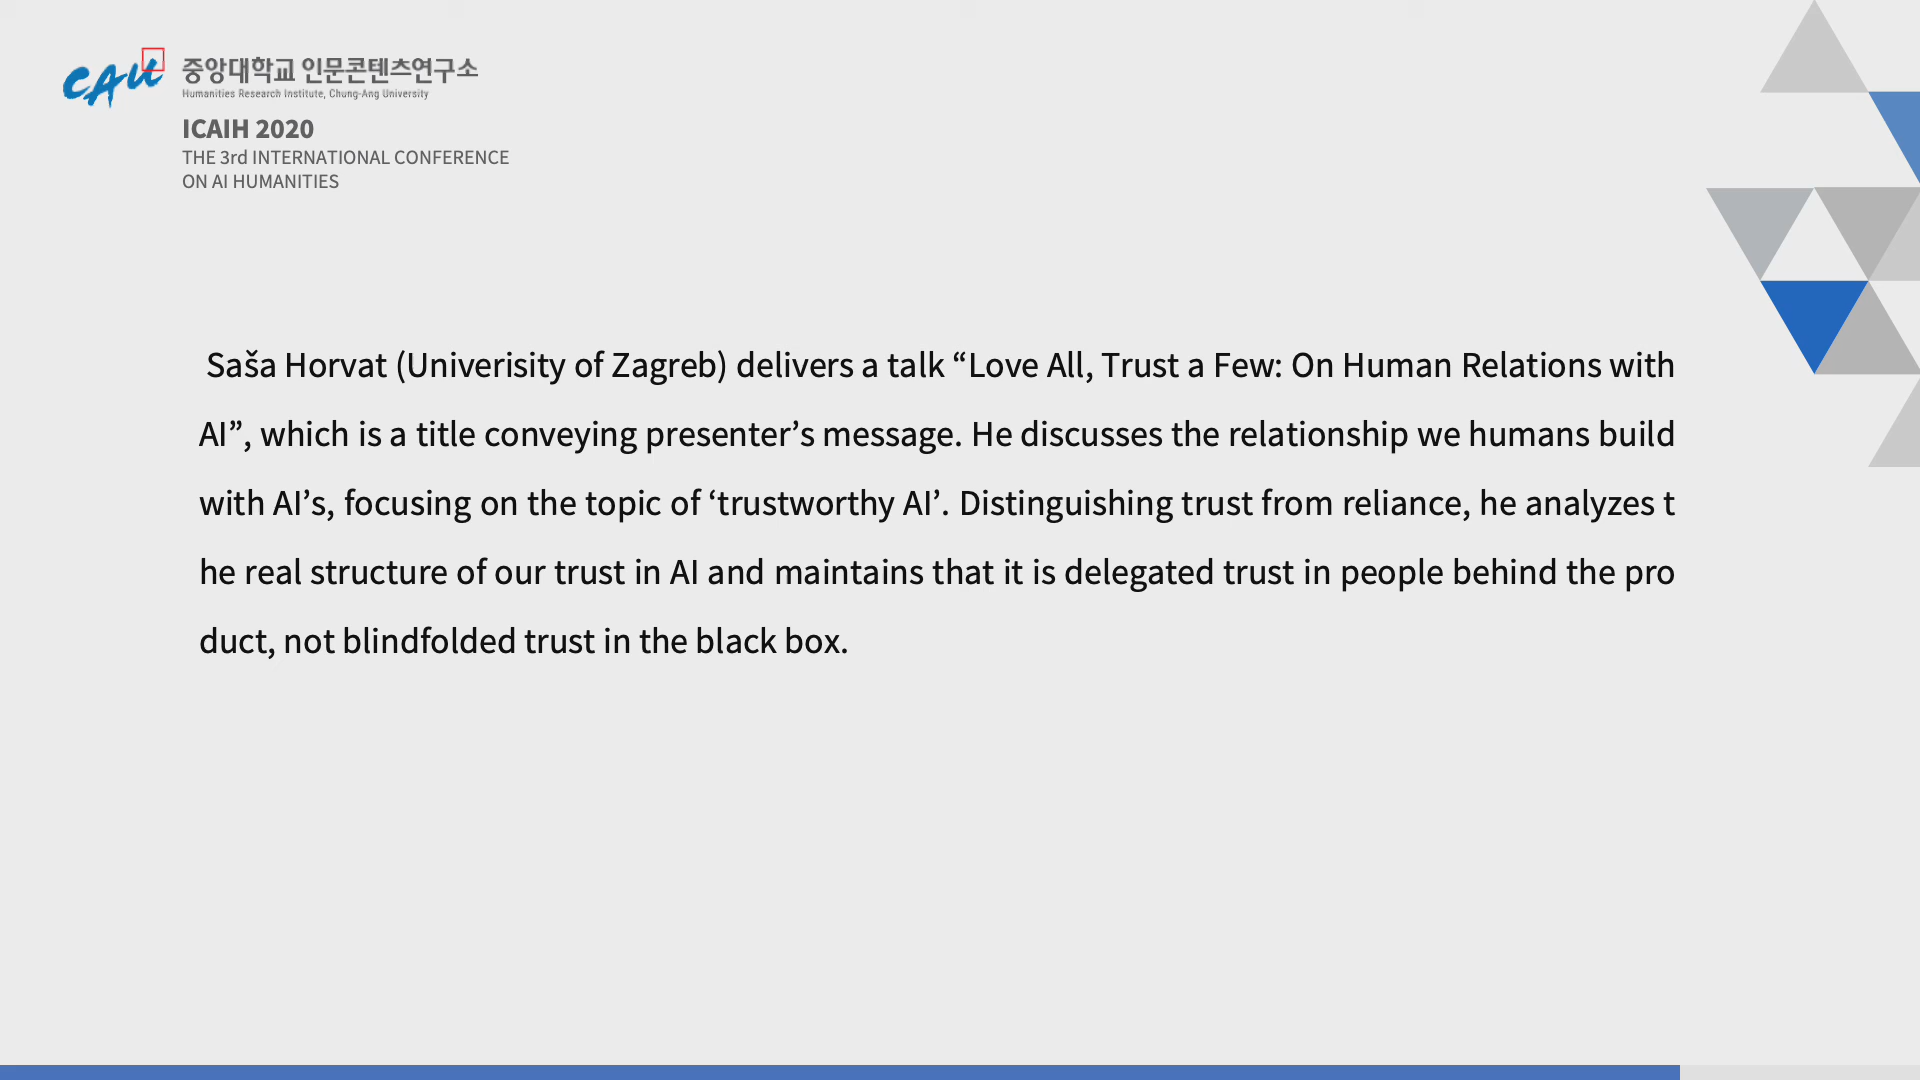 CAU 중앙대학교 인문콘텐츠연구소
Humanities Research Institute, Chung-Ang University
ICAIH 2020
THE 3rd INTERNATIONAL CONFERENCE
ON AI HUMANITIES
Saša Horvat (Univerisity of Zagreb) delivers a talk “Love All, Trust a Few: On Human Relations with
AI”, which is a title conveying presenter’s message. He discusses the relationship we humans build
with AI’s, focusing on the topic of ‘trustworthy AI’. Distinguishing trust from reliance, he analyzes t
he real structure of our trust in AI and maintains that it is delegated trust in people behind the pro
duct, not blindfolded trust in the black box.